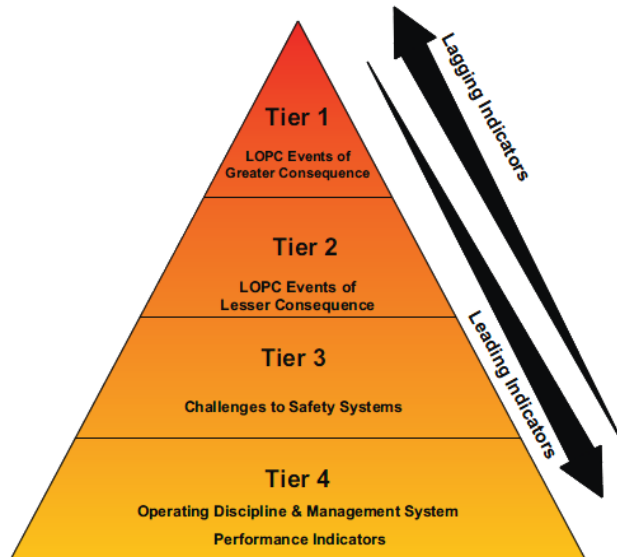 Tier 1
LOPC Events of
Greater Consequence
Tier 2
LOPC Events of
Lesser Consequence
Tier 3
Challenges to Safety Systems
Tier 4
Operating Discipline & Management System
Performance Indicators
Lagging Indicators
Leading Indicators